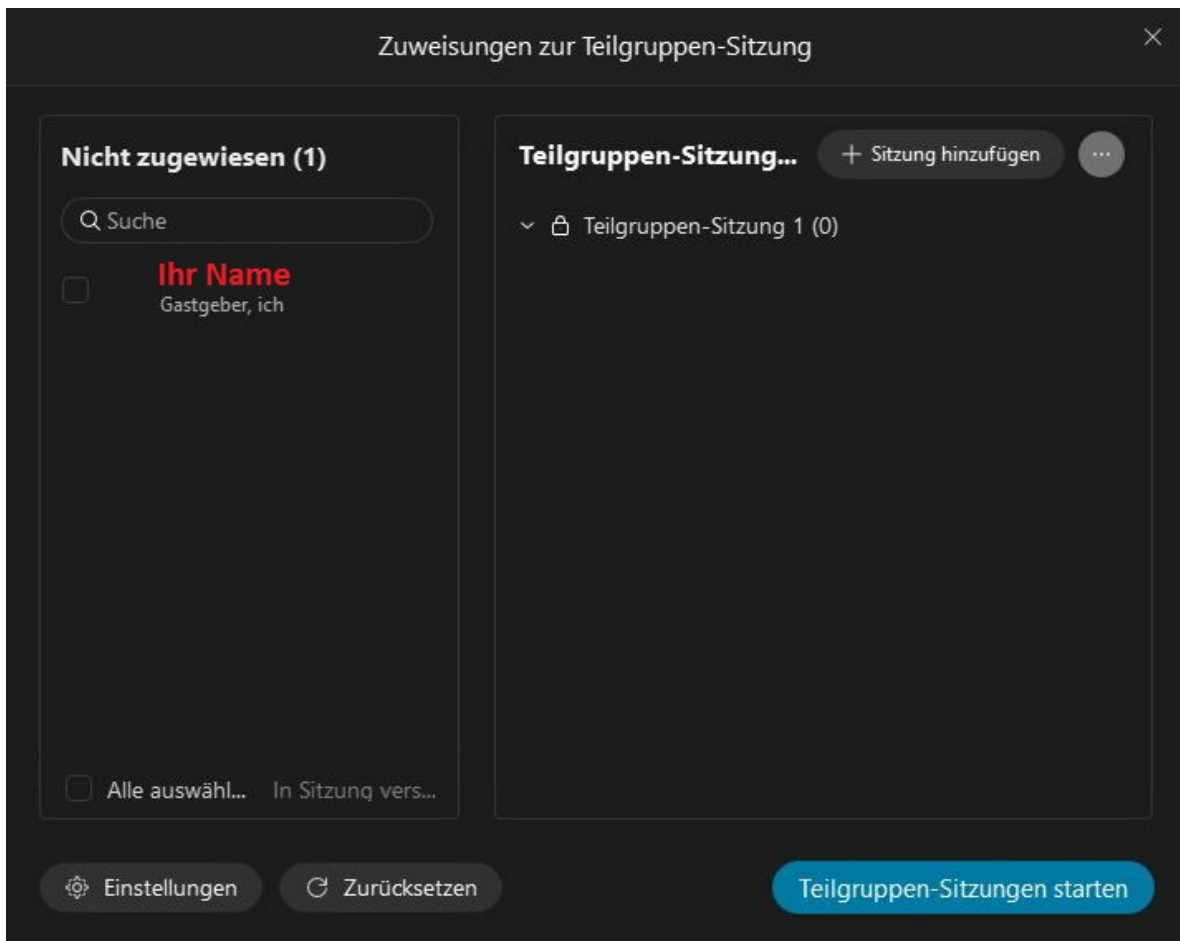 Zuweisungen zur Teilgruppen-Sitzung
Nicht zugewiesen (1)
Suche
Ihr Name
Gastgeber, ich
Alle auswähl... In Sitzung vers...
Teilgruppen-Sitzung... + Sitzung hinzufügen ...
Teilgruppen-Sitzung 1 (0)
Einstellungen Zurücksetzen Teilgruppen-Sitzungen starten